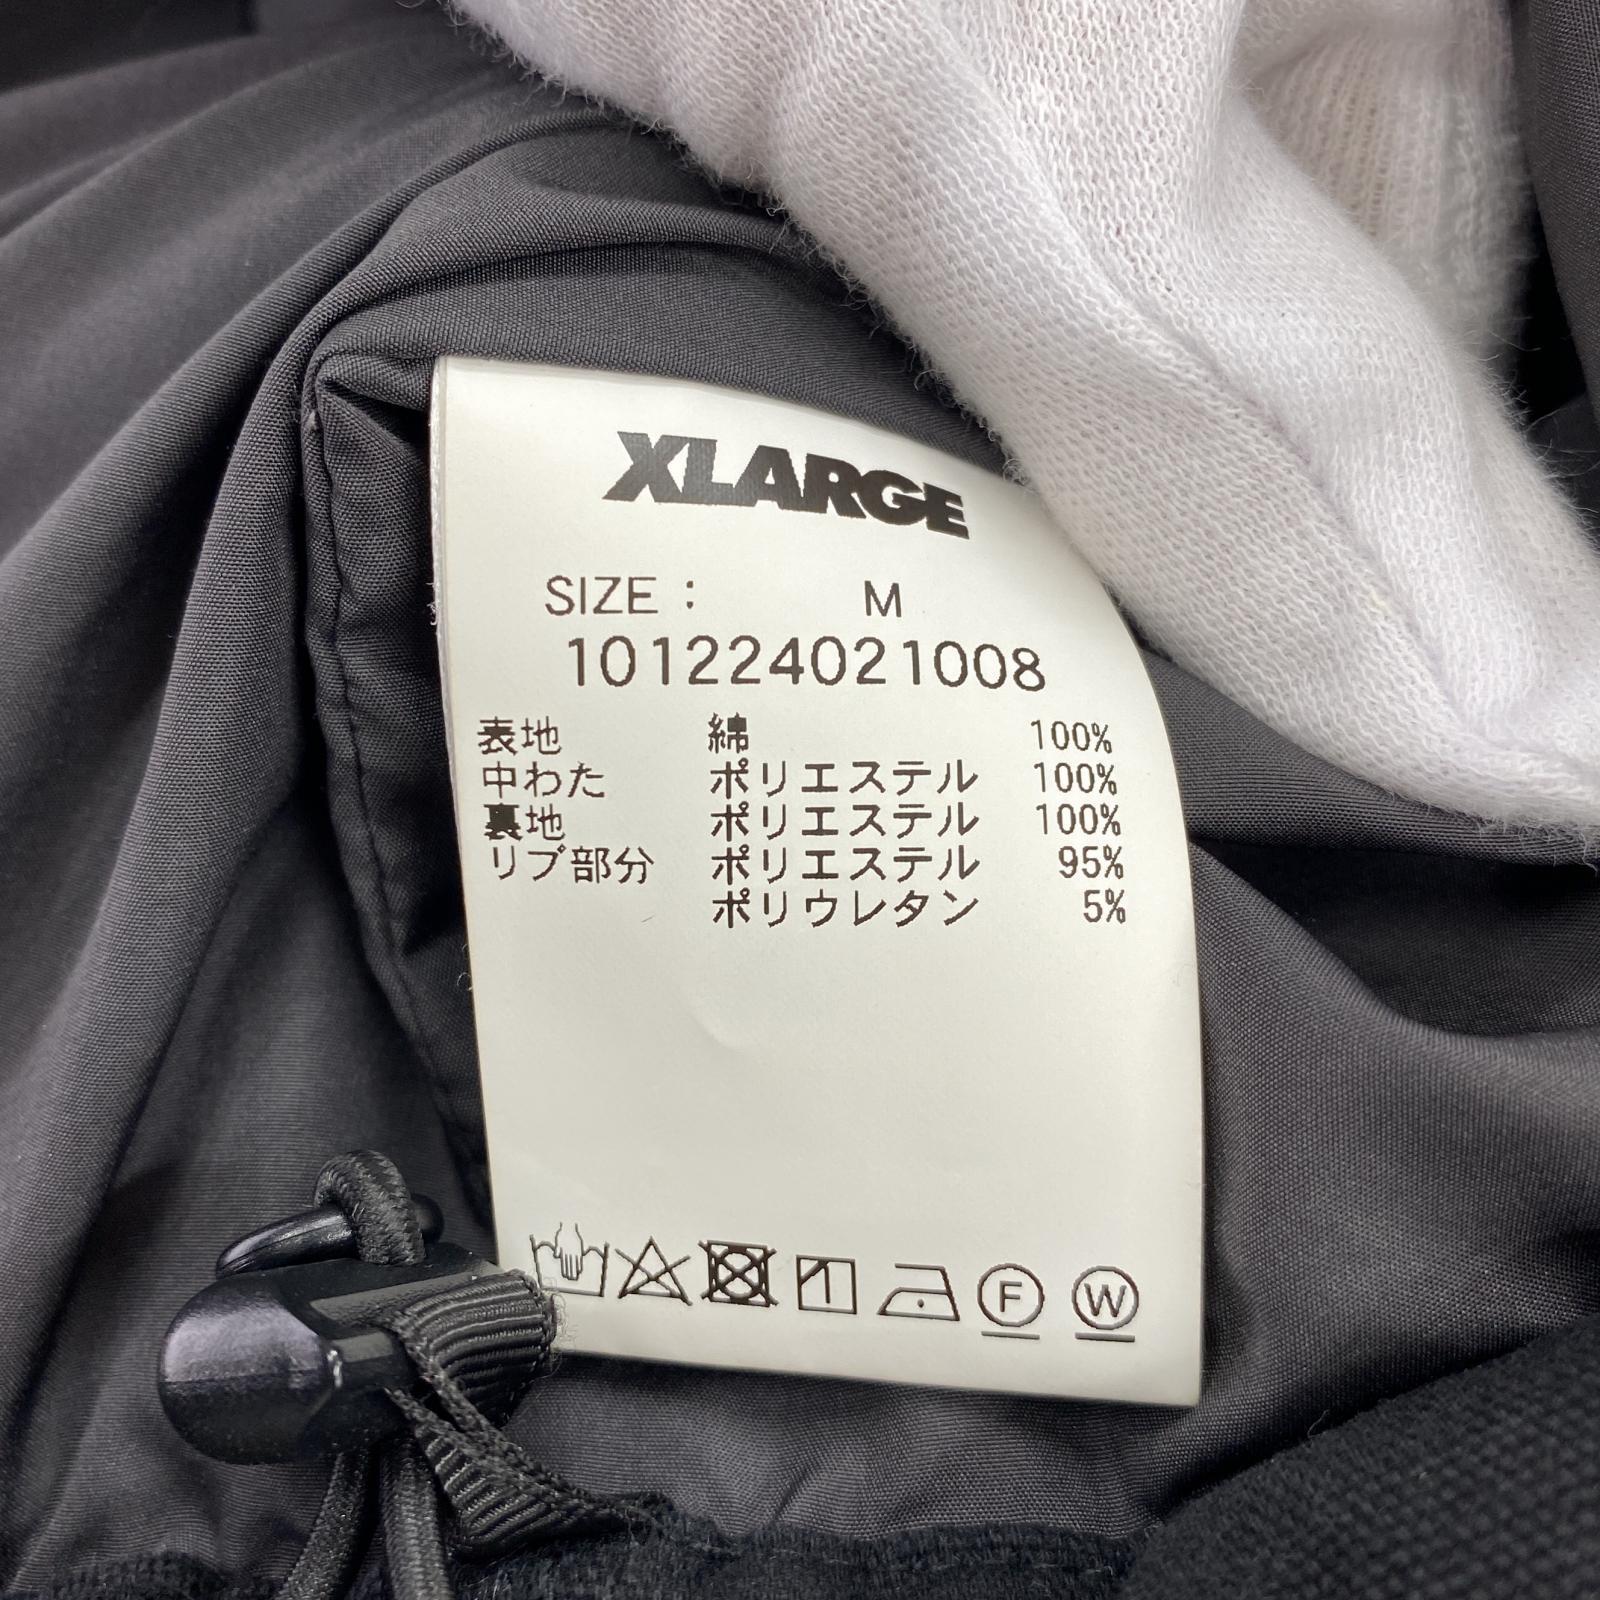 XLARGE
SIZE : M
101224021008
表地 綿 100%
中わた ポリエステル 100%
裏地 ポリエステル 100%
リブ部分 ポリエステル 95%
ポリウレタン 5%
F W